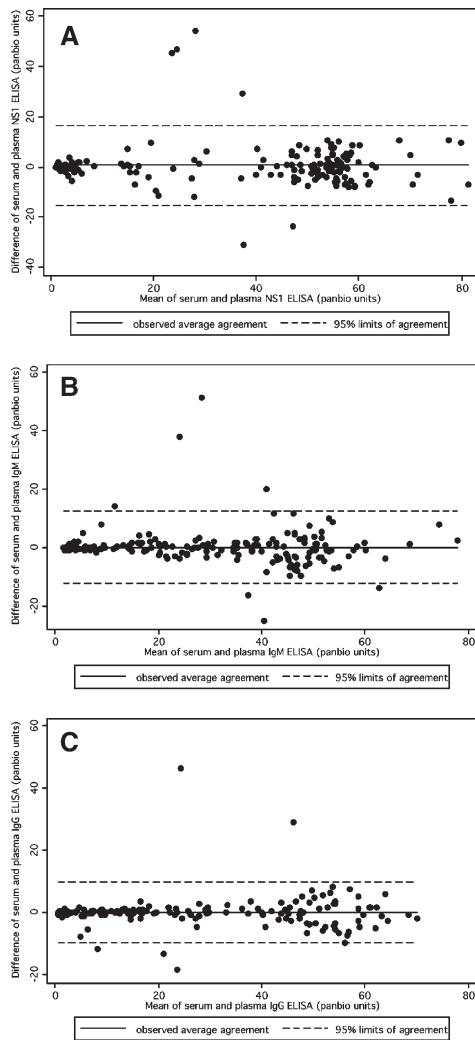 A
Difference of serum and plasma NS1 ELISA (panbio units)
60
40
20
0
-20
-40
0 20 40 60 80
Mean of serum and plasma NS1 ELISA (panbio units)
observed average agreement 95% limits of agreement
B
Difference of serum and plasma IgM ELISA (panbio units)
60
40
20
0
-20
0 20 40 60 80
Mean of serum and plasma IgM ELISA (panbio units)
observed average agreement 95% limits of agreement
C
Difference of serum and plasma IgG ELISA (panbio units)
60
40
20
0
-20
0 20 40 60 80
Mean of serum and plasma IgG ELISA (panbio units)
observed average agreement 95% limits of agreement